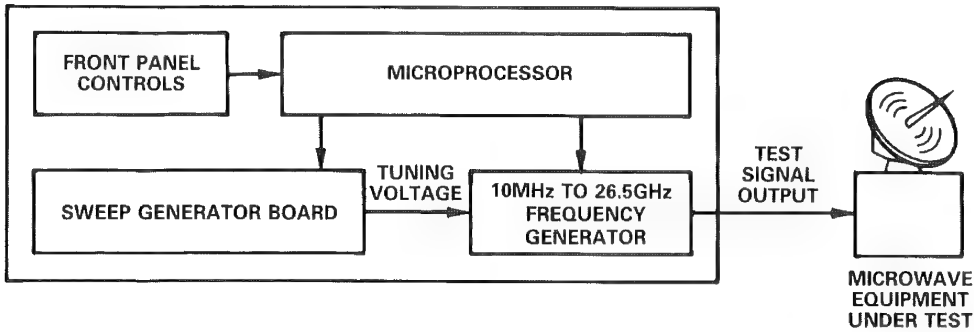 FRONT PANEL
CONTROLS
MICROPROCESSOR
SWEEP GENERATOR BOARD
TUNING
VOLTAGE
10MHz TO 26.5GHz
FREQUENCY
GENERATOR
TEST
SIGNAL
OUTPUT
MICROWAVE
EQUIPMENT
UNDER TEST